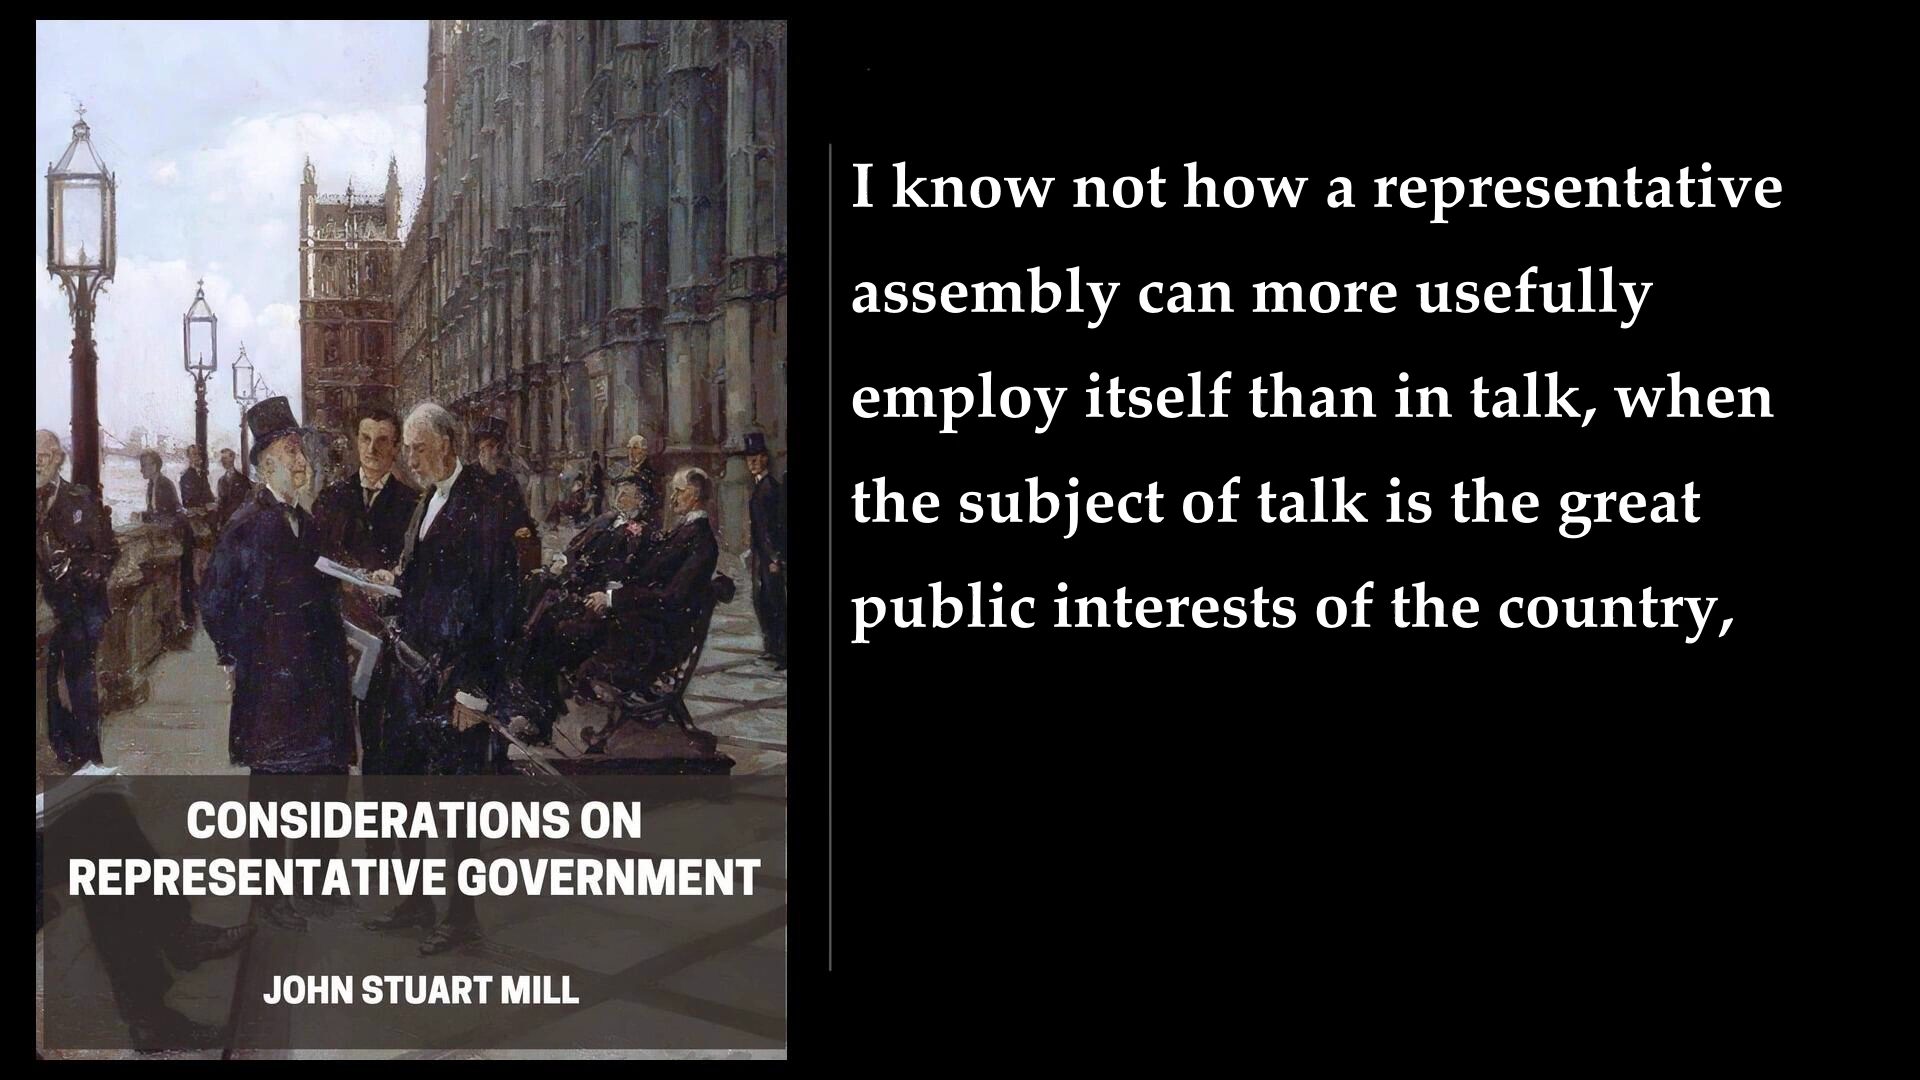 I know not how a representative
assembly can more usefully
employ itself than in talk, when
the subject of talk is the great
public interests of the country,
CONSIDERATIONS ON
REPRESENTATIVE GOVERNMENT
JOHN STUART MILL